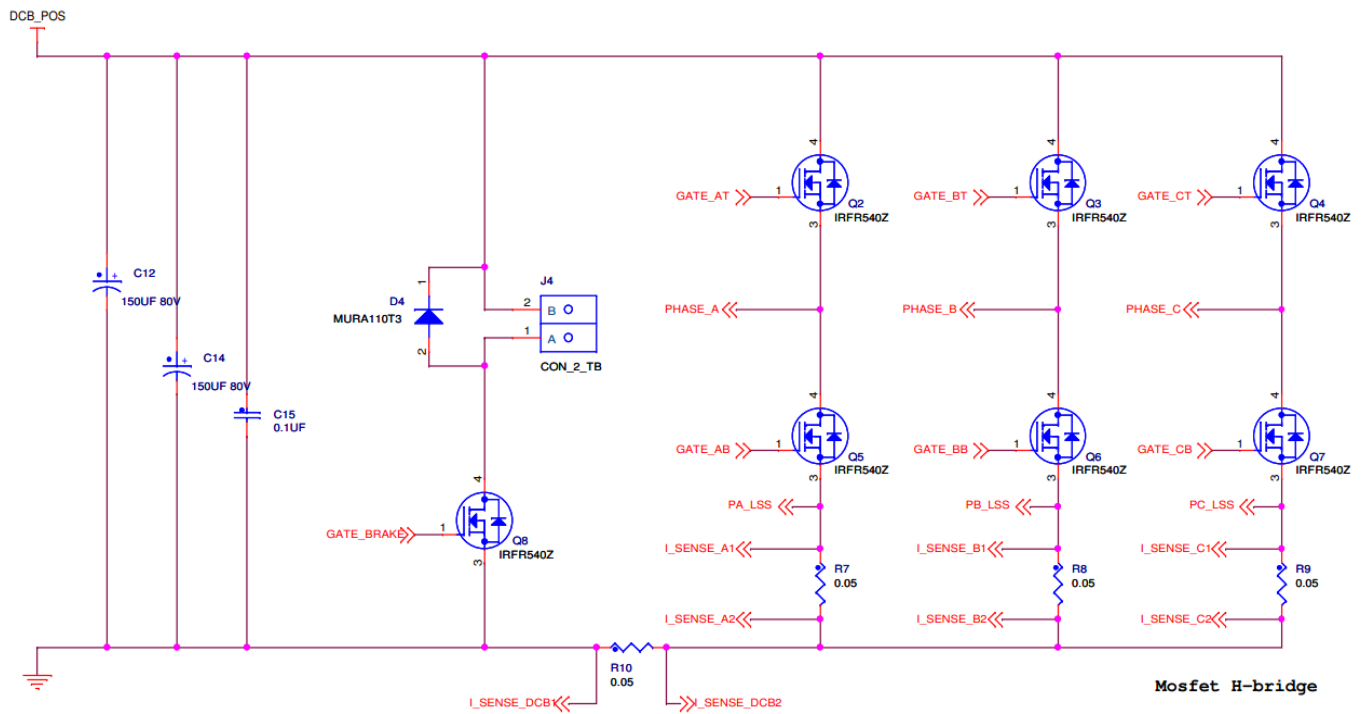 DCB_POS
4
4
4
GATE_AT
1
Q2
IRFR540Z
3
GATE_BT
1
Q3
IRFR540Z
3
GATE_CT
1
Q4
IRFR540Z
3
+
C12
150UF 80V
+
C14
150UF 80V
C15
0.1UF
1
D4
MURA110T3
2
J4
2
B
1
A
CON_2_TB
PHASE_A
PHASE_B
PHASE_C
4
4
4
GATE_AB
1
Q5
IRFR540Z
3
GATE_BB
1
Q6
IRFR540Z
3
GATE_CB
1
Q7
IRFR540Z
3
4
GATE_BRAKE
1
Q8
IRFR540Z
3
PA_LSS
PB_LSS
PC_LSS
I_SENSE_A1
I_SENSE_B1
I_SENSE_C1
R7
0.05
R8
0.05
R9
0.05
I_SENSE_A2
I_SENSE_B2
I_SENSE_C2
R10
0.05
I_SENSE_DCB1
I_SENSE_DCB2
Mosfet H-bridge